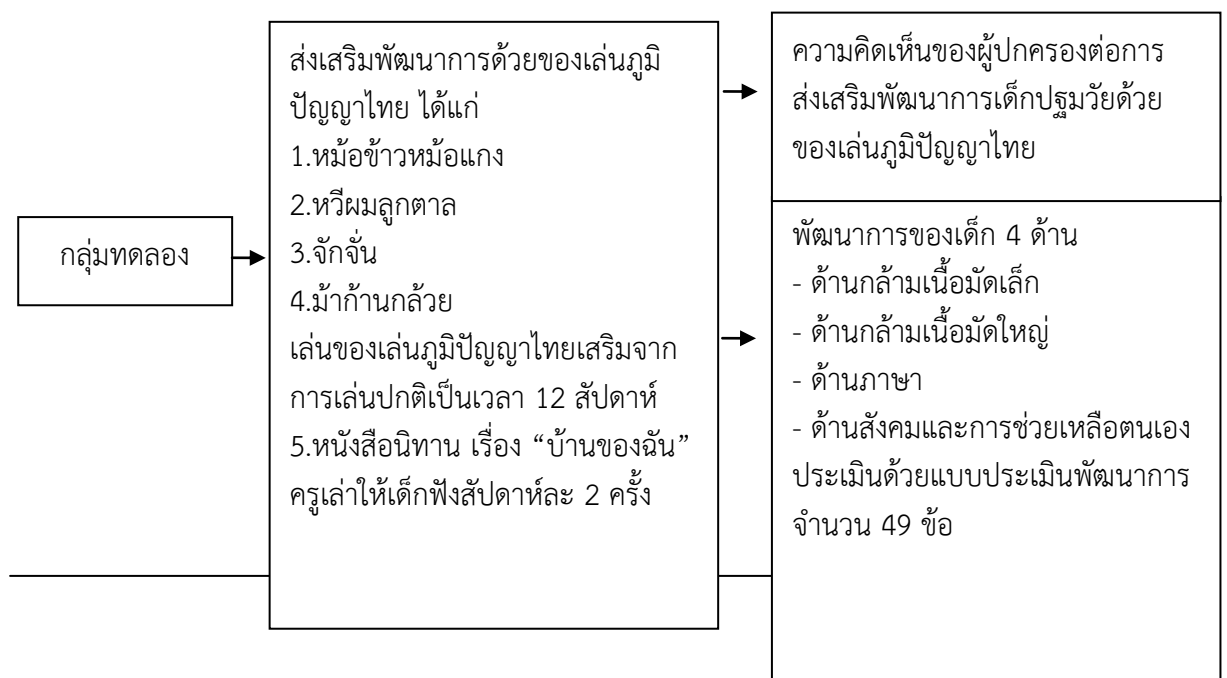 กลุ่มทดลอง
ส่งเสริมพัฒนาการด้วยของเล่นภูมิ
ปัญญาไทย ได้แก่
1.หม้อข้าวหม้อแกง
2.หวีผมลูกตาล
3.จักจั่น
4.ม้าก้านกล้วย
เล่นของเล่นภูมิปัญญาไทยเสริมจาก
การเล่นปกติเป็นเวลา 12 สัปดาห์
5.หนังสือนิทาน เรื่อง “บ้านของฉัน”
ครูเล่าให้เด็กฟังสัปดาห์ละ 2 ครั้ง
ความคิดเห็นของผู้ปกครองต่อการ
ส่งเสริมพัฒนาการเด็กปฐมวัยด้วย
ของเล่นภูมิปัญญาไทย
พัฒนาการของเด็ก 4 ด้าน
- ด้านกล้ามเนื้อมัดเล็ก
- ด้านกล้ามเนื้อมัดใหญ่
- ด้านภาษา
- ด้านสังคมและการช่วยเหลือตนเอง
ประเมินด้วยแบบประเมินพัฒนาการ
จำนวน 49 ข้อ